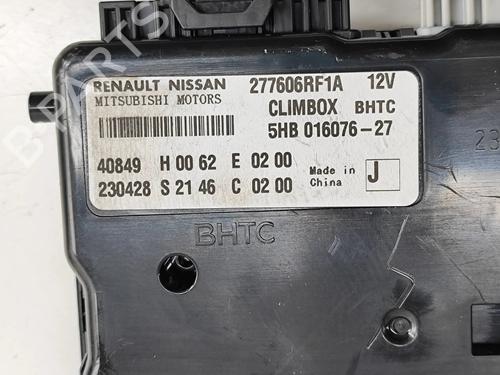 RENAULT NISSAN 277606RF1A 12V
MITSUBISHI MOTORS CLIMBOX BHTC
5HB 016076-27
40849 H 00 62 E 02 00
230428 S 21 46 C 02 00
Made in China J
BHTC
B-PARTS